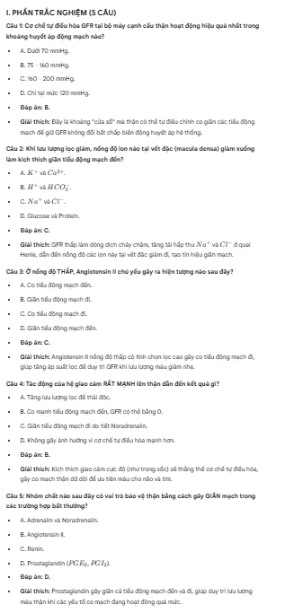 I. PHẦN TRẮC NGHIỆM (5 CÂU)
Câu 1: Cơ chế tự điều hòa GFR tại bộ máy cạnh cầu thận hoạt động hiệu quả nhất trong
khoảng huyết áp động mạch nào?
• A. Dưới 70 mmHg.
• B. 75 - 160 mmHg.
• C. 160 - 200 mmHg.
• D. Chỉ tại mức 120 mmHg.
• Đáp án: B.
• Giải thích: Đây là khoảng "cửa sổ" mà thận có thể tự điều chỉnh co giãn các tiểu động
mạch để giữ GFR không đổi bất chấp biến động huyết áp hệ thống.
Câu 2: Khi lưu lượng lọc giảm, nồng độ ion nào tại vết đặc (macula densa) giảm xuống
làm kích thích giãn tiểu động mạch đến?
• A. K⁺ và Ca²⁺.
• B. H⁺ và HCO₃⁻.
• C. Na⁺ và Cl⁻.
• D. Glucose và Protein.
• Đáp án: C.
• Giải thích: GFR thấp làm dòng dịch chảy chậm, tăng tái hấp thu Na⁺ và Cl⁻ ở quai
Henle, dẫn đến nồng độ các ion này tại vết đặc giảm đi, tạo tín hiệu giãn mạch.
Câu 3: Ở nồng độ THẤP, Angiotensin II chủ yếu gây ra hiện tượng nào sau đây?
• A. Co tiểu động mạch đến.
• B. Giãn tiểu động mạch đi.
• C. Co tiểu động mạch đi.
• D. Giãn tiểu động mạch đến.
• Đáp án: C.
• Giải thích: Angiotensin II nồng độ thấp có tính chọn lọc cao gây co tiểu động mạch đi,
giúp tăng áp suất lọc để duy trì GFR khi lưu lượng máu giảm nhẹ.
Câu 4: Tác động của hệ giao cảm RẤT MẠNH lên thận dẫn đến kết quả gì?
• A. Tăng lưu lượng lọc để thải độc.
• B. Co mạnh tiểu động mạch đến, GFR có thể bằng 0.
• C. Giãn tiểu động mạch đi do tiết Noradrenalin.
• D. Không gây ảnh hưởng vì cơ chế tự điều hòa mạnh hơn.
• Đáp án: B.
• Giải thích: Kích thích giao cảm cực độ (như trong sốc) sẽ thắng thế cơ chế tự điều hòa,
gây co mạch thận dữ dội để ưu tiên máu cho não và tim.
Câu 5: Nhóm chất nào sau đây có vai trò bảo vệ thận bằng cách gây GIÃN mạch trong
các trường hợp bất thường?
• A. Adrenalin và Noradrenalin.
• B. Angiotensin II.
• C. Renin.
• D. Prostaglandin (PGE₂, PGI₂).
• Đáp án: D.
• Giải thích: Prostaglandin gây giãn cả tiểu động mạch đến và đi, giúp duy trì lưu lượng
máu thận khi các yếu tố co mạch đang hoạt động quá mức.